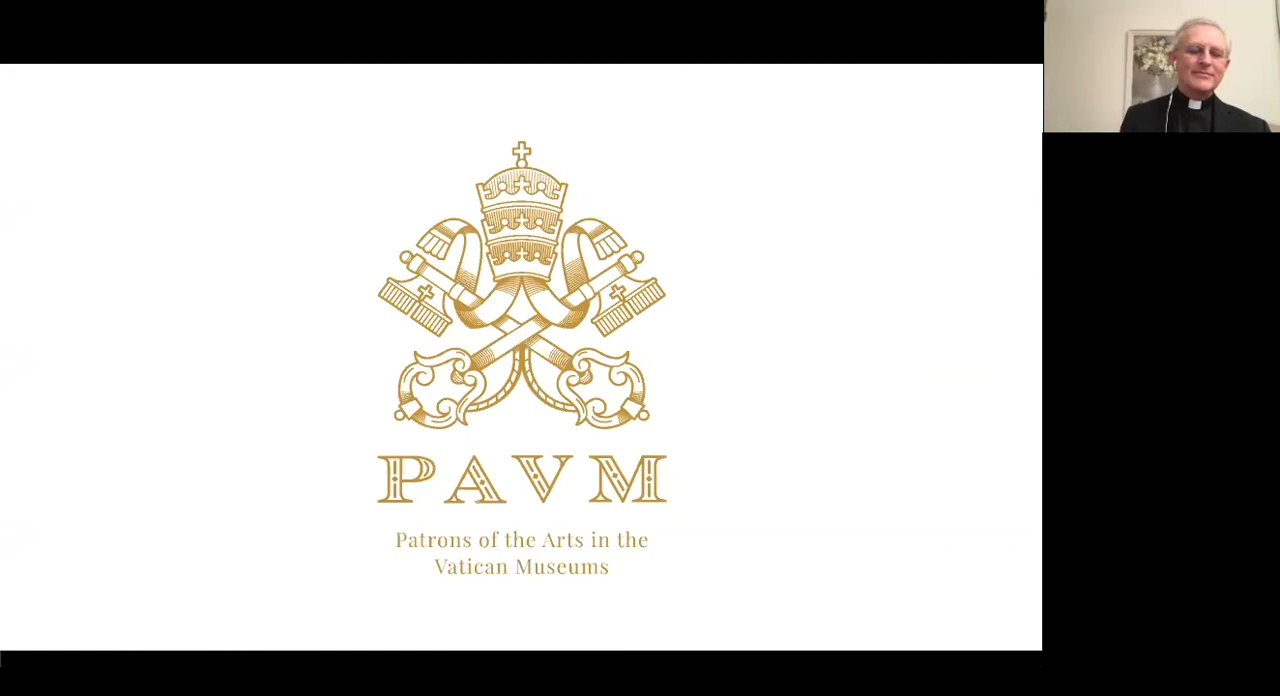 PAVM
Patrons of the Arts in the
Vatican Museums